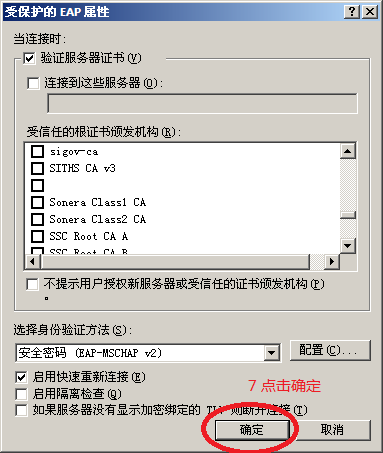 受保护的 EAP 属性
当连接时:
验证服务器证书(V)
连接到这些服务器(O):
受信任的根证书颁发机构(R):
sigov-ca
SITHS CA v3
Sonera Class1 CA
Sonera Class2 CA
SSC Root CA A
SSC Root CA B
不提示用户授权新服务器或受信任的证书颁发机构(P)
。
选择身份验证方法(S):
安全密码 (EAP-MSCHAP v2)
配置(C)...
启用快速重新连接(E)
7 点击确定
启用隔离检查(Q)
如果服务器没有显示加密绑定的 则断开连接(T)
确定
取消